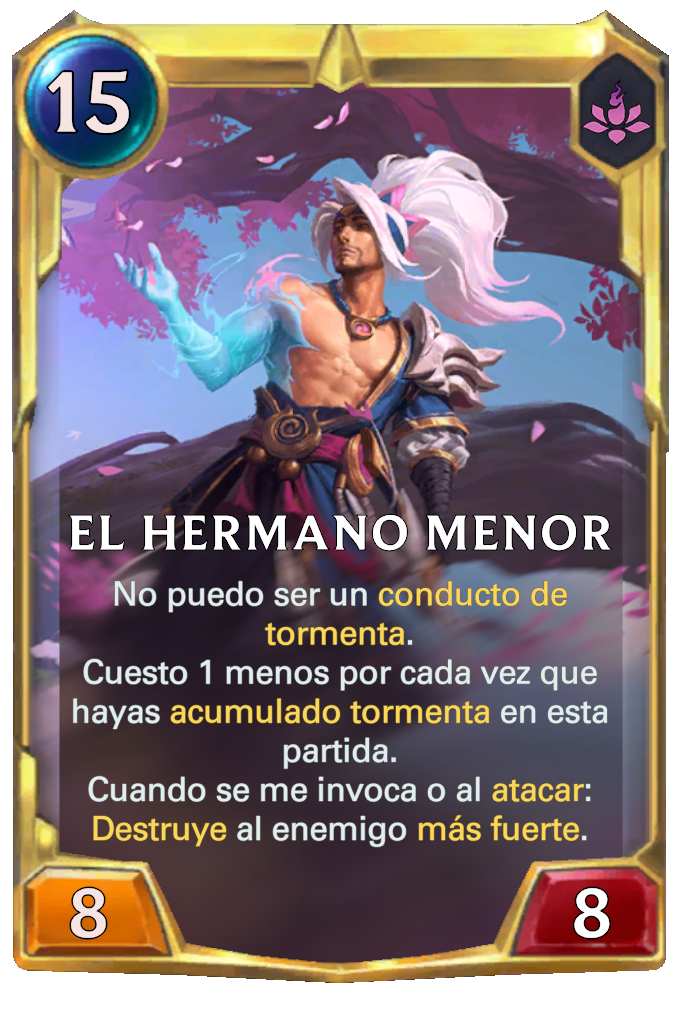 15
EL HERMANO MENOR
No puedo ser un conducto de
tormenta.
Cuesto 1 menos por cada vez que
hayas acumulado tormenta en esta
partida.
Cuando se me invoca o al atacar:
Destruye al enemigo más fuerte.
8
8